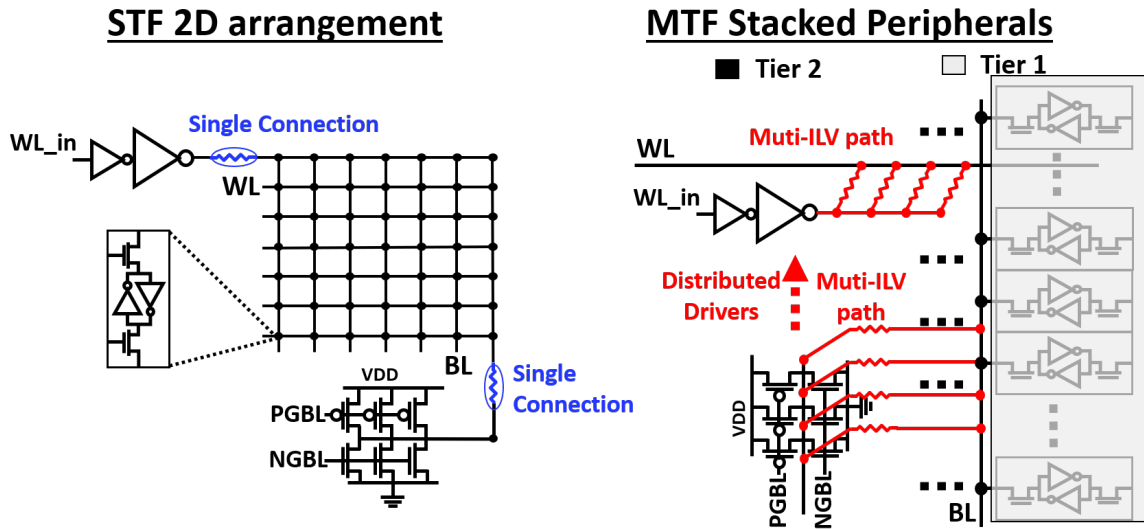 STF 2D arrangement
Single Connection
WL_in
WL
BL
VDD
PGBL
NGBL
Single
Connection
MTF Stacked Peripherals
Tier 2
Tier 1
Muti-ILV path
WL
WL_in
Distributed
Drivers
Muti-ILV
path
VDD
PGBL
NGBL
BL